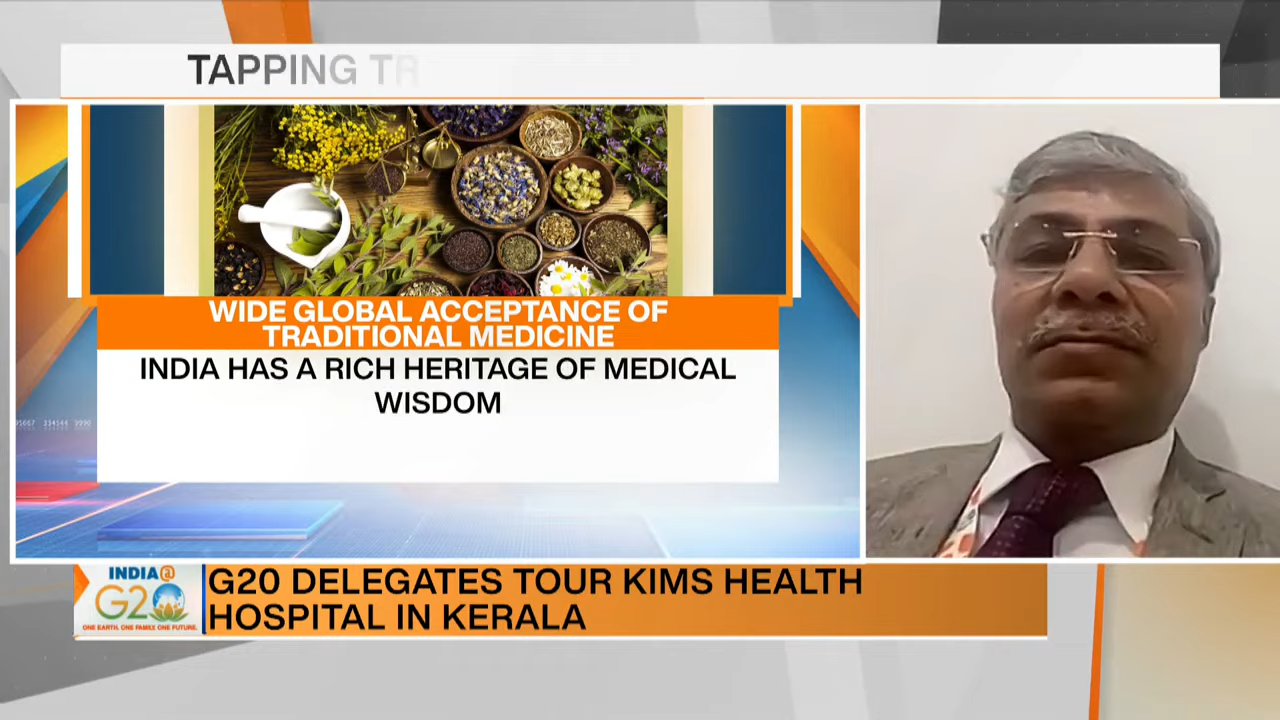 TAPPING TR
WIDE GLOBAL ACCEPTANCE OF
TRADITIONAL MEDICINE
INDIA HAS A RICH HERITAGE OF MEDICAL
WISDOM
INDIA@
G20
ONE EARTH. ONE FAMILY. ONE FUTURE.
G20 DELEGATES TOUR KIMS HEALTH
HOSPITAL IN KERALA